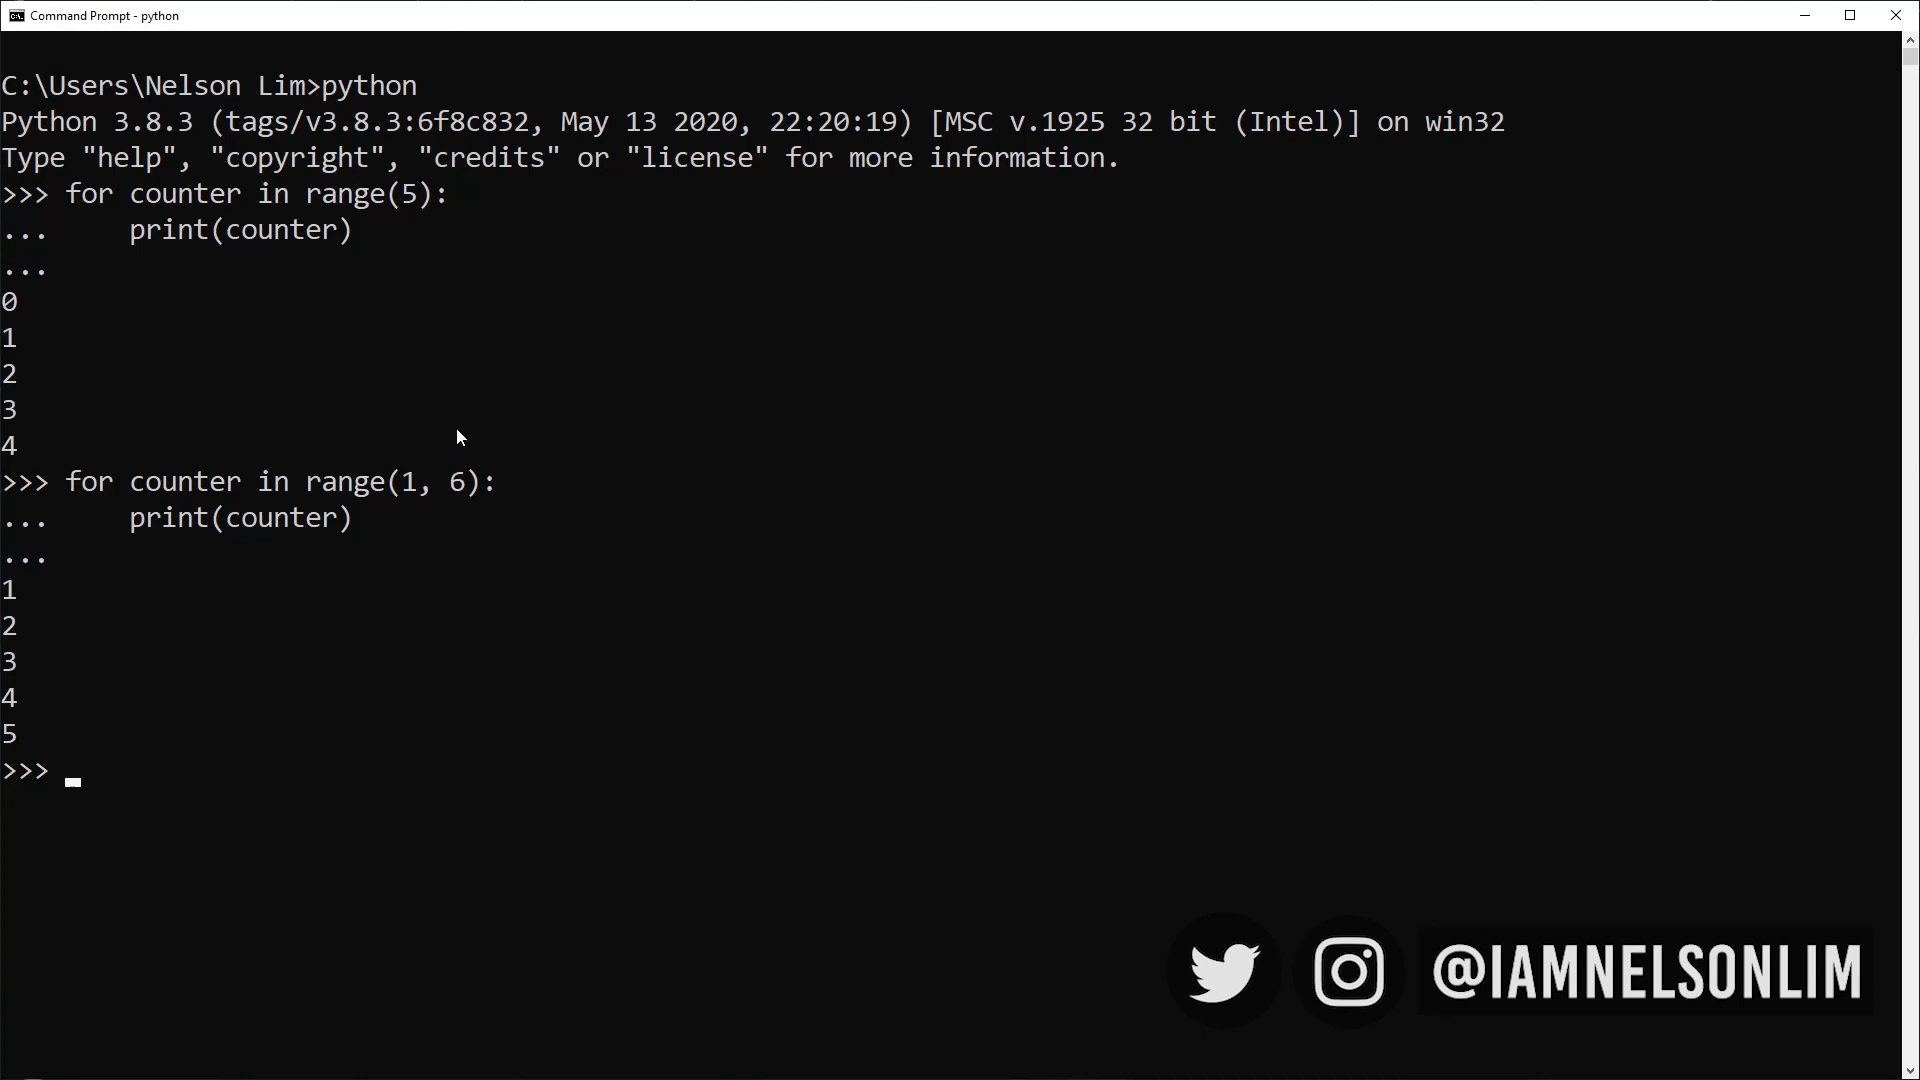 Command Prompt - python
C:\Users\Nelson Lim>python
Python 3.8.3 (tags/v3.8.3:6f8c832, May 13 2020, 22:20:19) [MSC v.1925 32 bit (Intel)] on win32
Type "help", "copyright", "credits" or "license" for more information.
>>> for counter in range(5):
...     print(counter)
...
0
1
2
3
4
>>> for counter in range(1, 6):
...     print(counter)
...
1
2
3
4
5
>>>
@IAMNELSONLIM